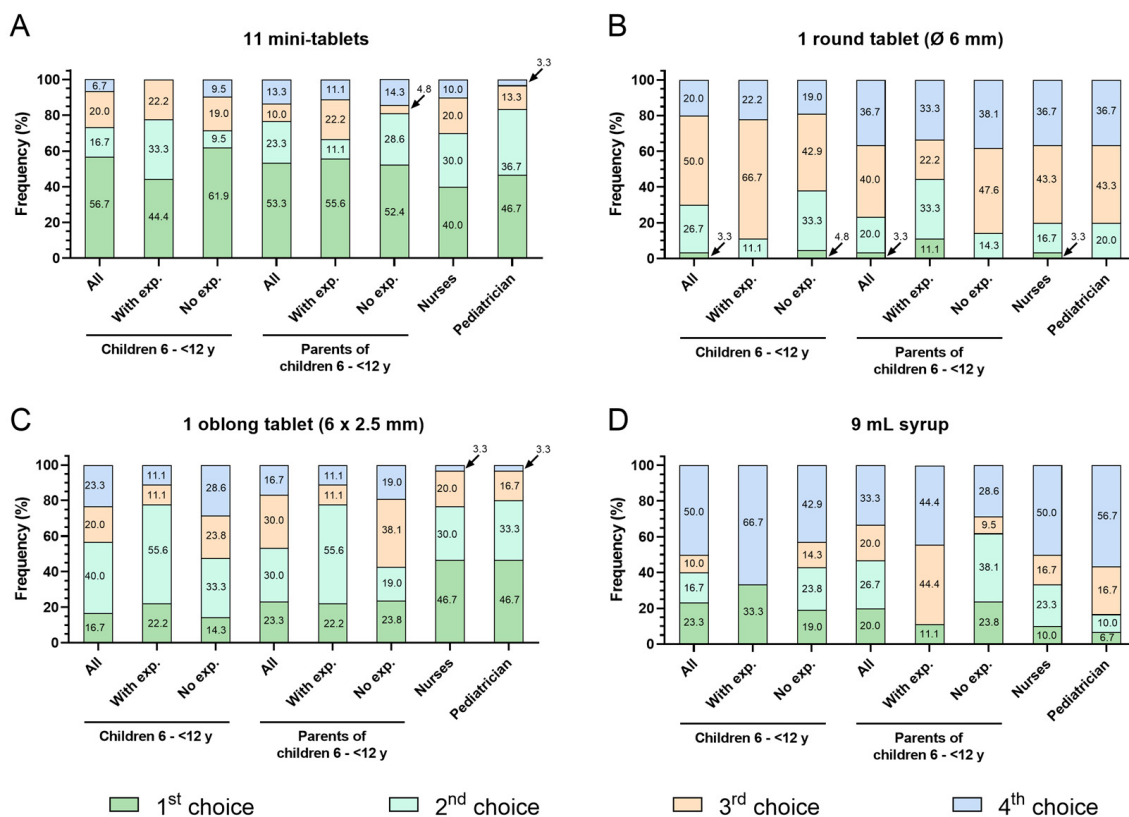 A
11 mini-tablets
Frequency (%)
100
80
60
40
20
0
6.7
20.0
16.7
56.7
22.2
33.3
44.4
9.5
19.0
9.5
61.9
13.3
10.0
23.3
53.3
11.1
22.2
11.1
55.6
14.3
4.8
28.6
52.4
10.0
20.0
30.0
40.0
3.3
13.3
36.7
46.7
All
With exp.
No exp.
All
With exp.
No exp.
Nurses
Pediatrician
Children 6 - <12 y
Parents of
children 6 - <12 y
B
1 round tablet (Ø 6 mm)
Frequency (%)
100
80
60
40
20
0
20.0
50.0
26.7
3.3
22.2
66.7
11.1
19.0
42.9
33.3
4.8
36.7
40.0
20.0
3.3
33.3
22.2
33.3
11.1
38.1
47.6
14.3
36.7
43.3
16.7
3.3
36.7
43.3
20.0
All
With exp.
No exp.
All
With exp.
No exp.
Nurses
Pediatrician
Children 6 - <12 y
Parents of
children 6 - <12 y
C
1 oblong tablet (6 x 2.5 mm)
Frequency (%)
100
80
60
40
20
0
23.3
20.0
40.0
16.7
11.1
11.1
55.6
22.2
28.6
23.8
33.3
14.3
16.7
30.0
30.0
23.3
11.1
11.1
55.6
22.2
19.0
38.1
19.0
23.8
3.3
20.0
30.0
46.7
3.3
16.7
33.3
46.7
All
With exp.
No exp.
All
With exp.
No exp.
Nurses
Pediatrician
Children 6 - <12 y
Parents of
children 6 - <12 y
D
9 mL syrup
Frequency (%)
100
80
60
40
20
0
50.0
10.0
16.7
23.3
66.7
33.3
42.9
14.3
23.8
19.0
33.3
20.0
26.7
20.0
44.4
44.4
11.1
28.6
9.5
38.1
23.8
50.0
16.7
23.3
10.0
56.7
16.7
10.0
6.7
All
With exp.
No exp.
All
With exp.
No exp.
Nurses
Pediatrician
Children 6 - <12 y
Parents of
children 6 - <12 y
1st choice
2nd choice
3rd choice
4th choice